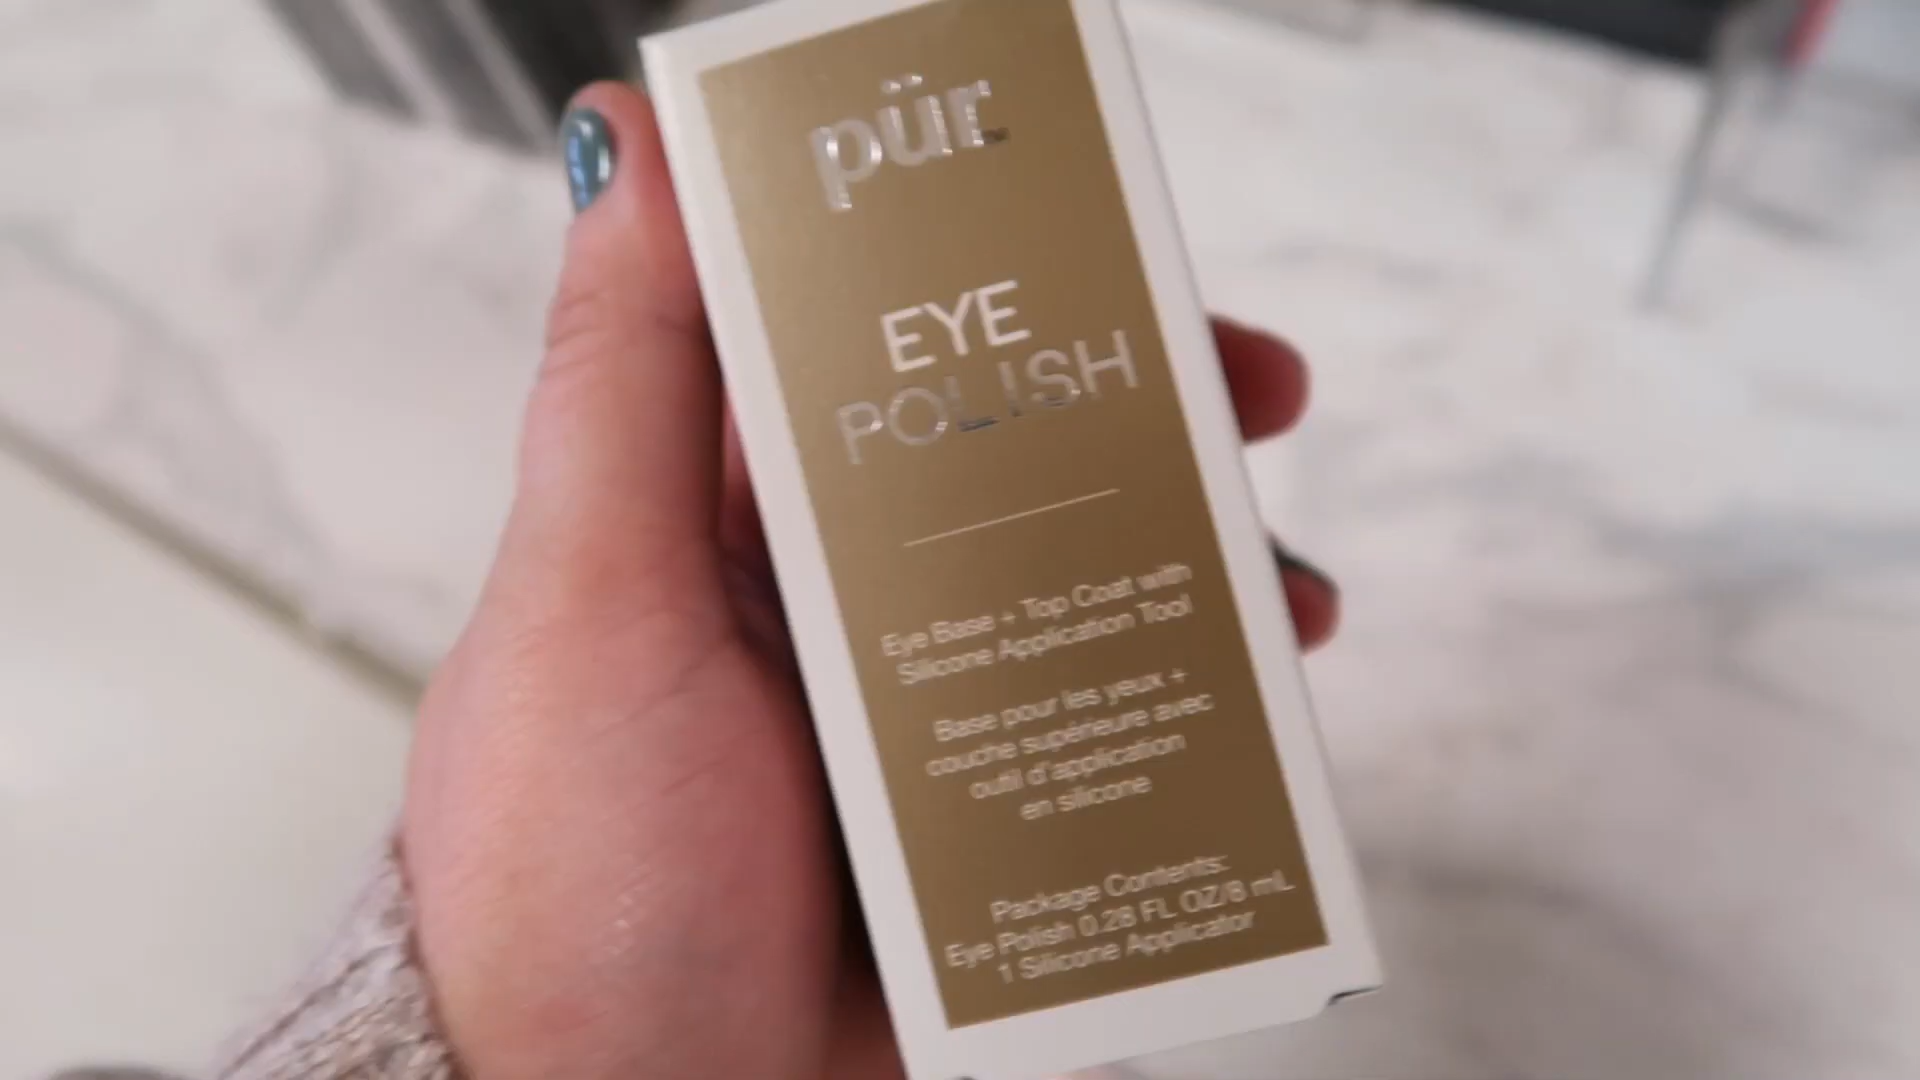 pür
EYE
POLISH
Eye Base + Top Coat with
Silicone Application Tool
Base pour les yeux +
couche supérieure avec
outil d'application
en silicone
Package Contents:
Eye Polish 0.28 FL OZ/8 mL
1 Silicone Applicator